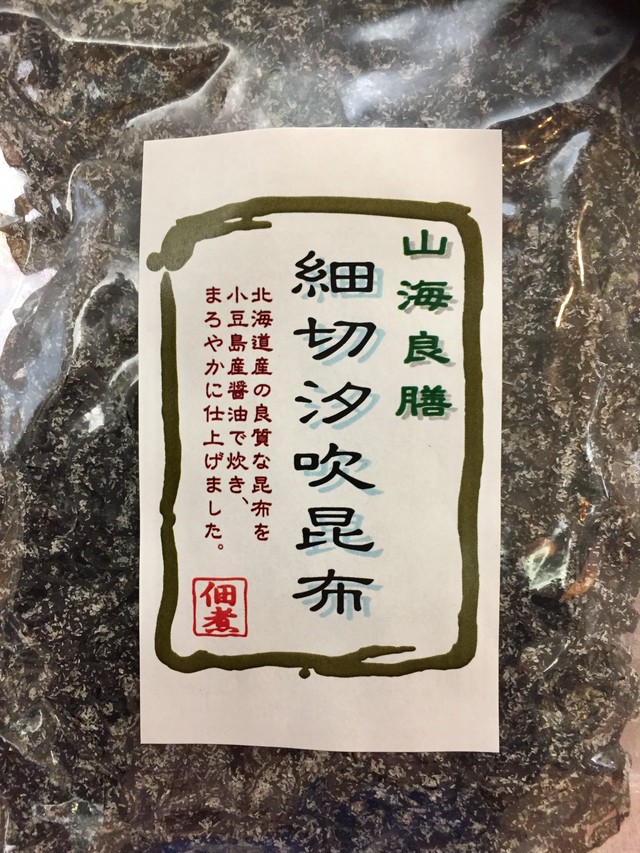 山海良膳
細切汐吹昆布
北海道産の良質な昆布を
小豆島産醤油で炊き、
まろやかに仕上げました。
佃煮